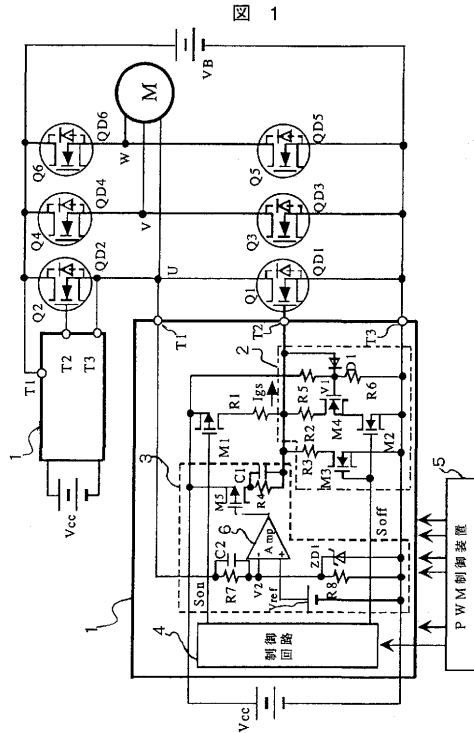 図 1
1
T1
T2
T3
Vcc
Q2
QD2
Q4
QD4
Q6
QD6
M
W
V
U
VB
Q1
QD1
Q3
QD3
Q5
QD5
1
T1
T2
T3
2
3
M1
R1
Igs
M5
C1
R4
6
Amp
C2
R7
V2
Son
Vref
ZD1
R8
R5
V1
D1
R6
R2
M4
M2
R3
M3
Soff
4
制御
回路
Vcc
5
PWM制御装置